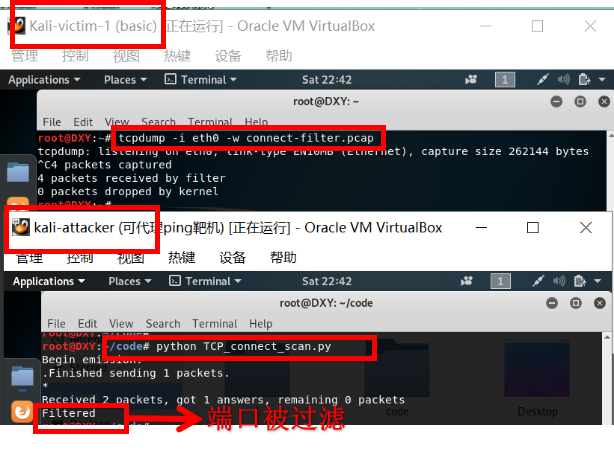 Kali-victim-1 (basic) [正在运行] - Oracle VM VirtualBox
管理 控制 视图 热键 设备 帮助
Applications Places Terminal Sat 22:42 1
root@DXY: ~
File Edit View Search Terminal Help
root@DXY:~# tcpdump -i eth0 -w connect-filter.pcap
tcpdump: listening on eth0, link-type EN10MB (Ethernet), capture size 262144 bytes
^C4 packets captured
4 packets received by filter
0 packets dropped by kernel
root@DXY:~#
kali-attacker (可代理ping靶机) [正在运行] - Oracle VM VirtualBox
管理 控制 视图 热键 设备 帮助
Applications Places Terminal Sat 22:42 1
root@DXY: ~/code
File Edit View Search Terminal Help
root@DXY:~/code# python TCP_connect_scan.py
Begin emission:
.Finished sending 1 packets.
*
Received 2 packets, got 1 answers, remaining 0 packets
Filtered 端口被过滤
code Desktop